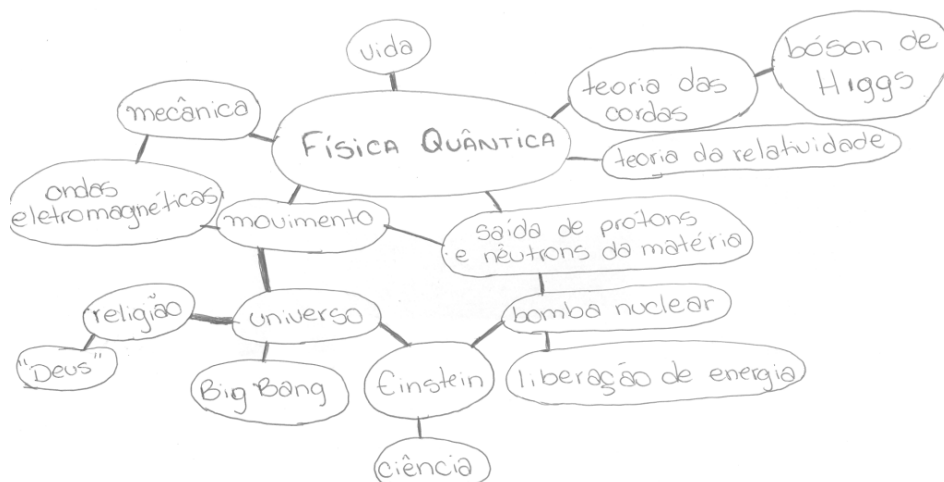 vida
mecânica
FÍSICA QUÂNTICA
teoria das
cordas
bóson de
Higgs
teoria da relatividade
ondas
eletromagnéticas
movimento
saída de prótons
e nêutrons da matéria
religião
universo
bomba nuclear
"Deus"
Big Bang
Einstein
liberação de energia
ciência